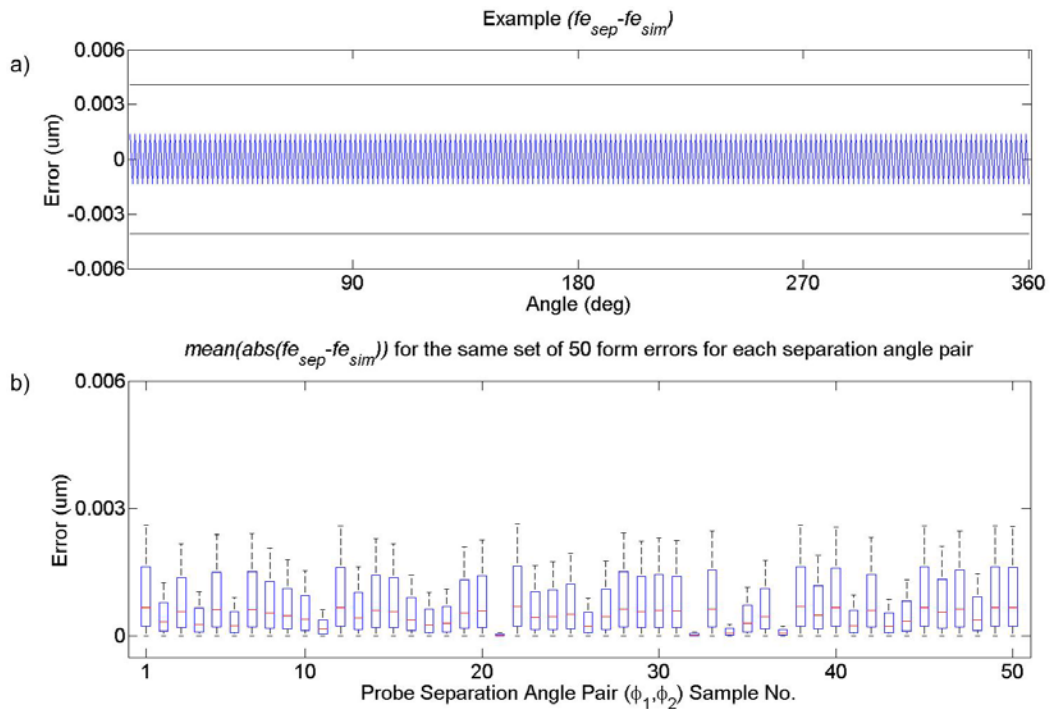 Example (fe_sep-fe_sim)
a)
0.006
0.003
0
-0.003
-0.006
Error (um)
90 180 270 360
Angle (deg)
mean(abs(fe_sep-fe_sim)) for the same set of 50 form errors for each separation angle pair
b)
0.006
0.003
0
Error (um)
1 10 20 30 40 50
Probe Separation Angle Pair (ϕ_1,ϕ_2) Sample No.